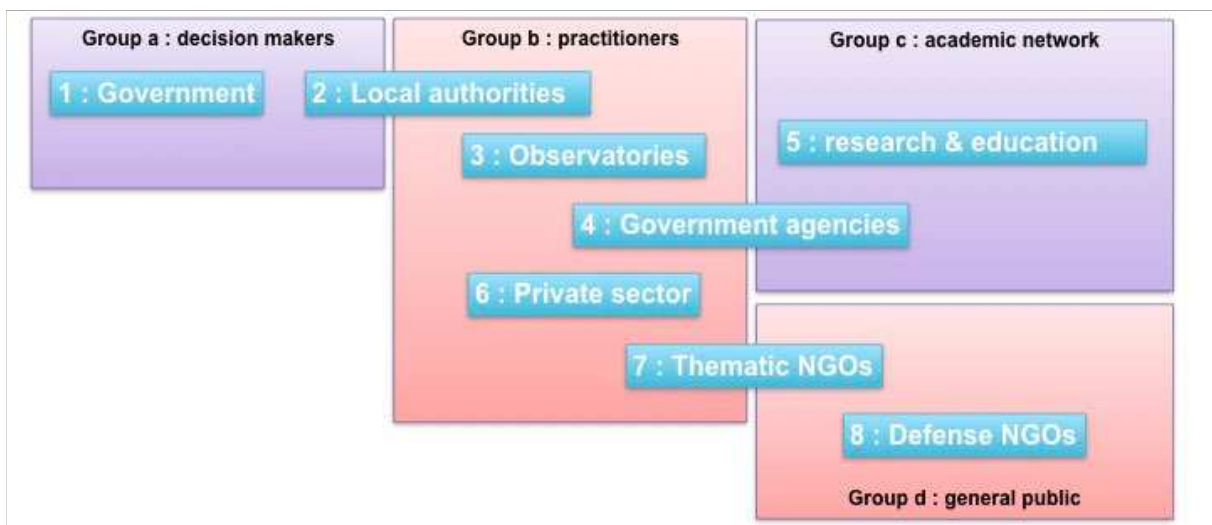 Group a : decision makers
Group b : practitioners
Group c : academic network
1 : Government
2 : Local authorities
3 : Observatories
5 : research & education
4 : Government agencies
6 : Private sector
7 : Thematic NGOs
8 : Defense NGOs
Group d : general public